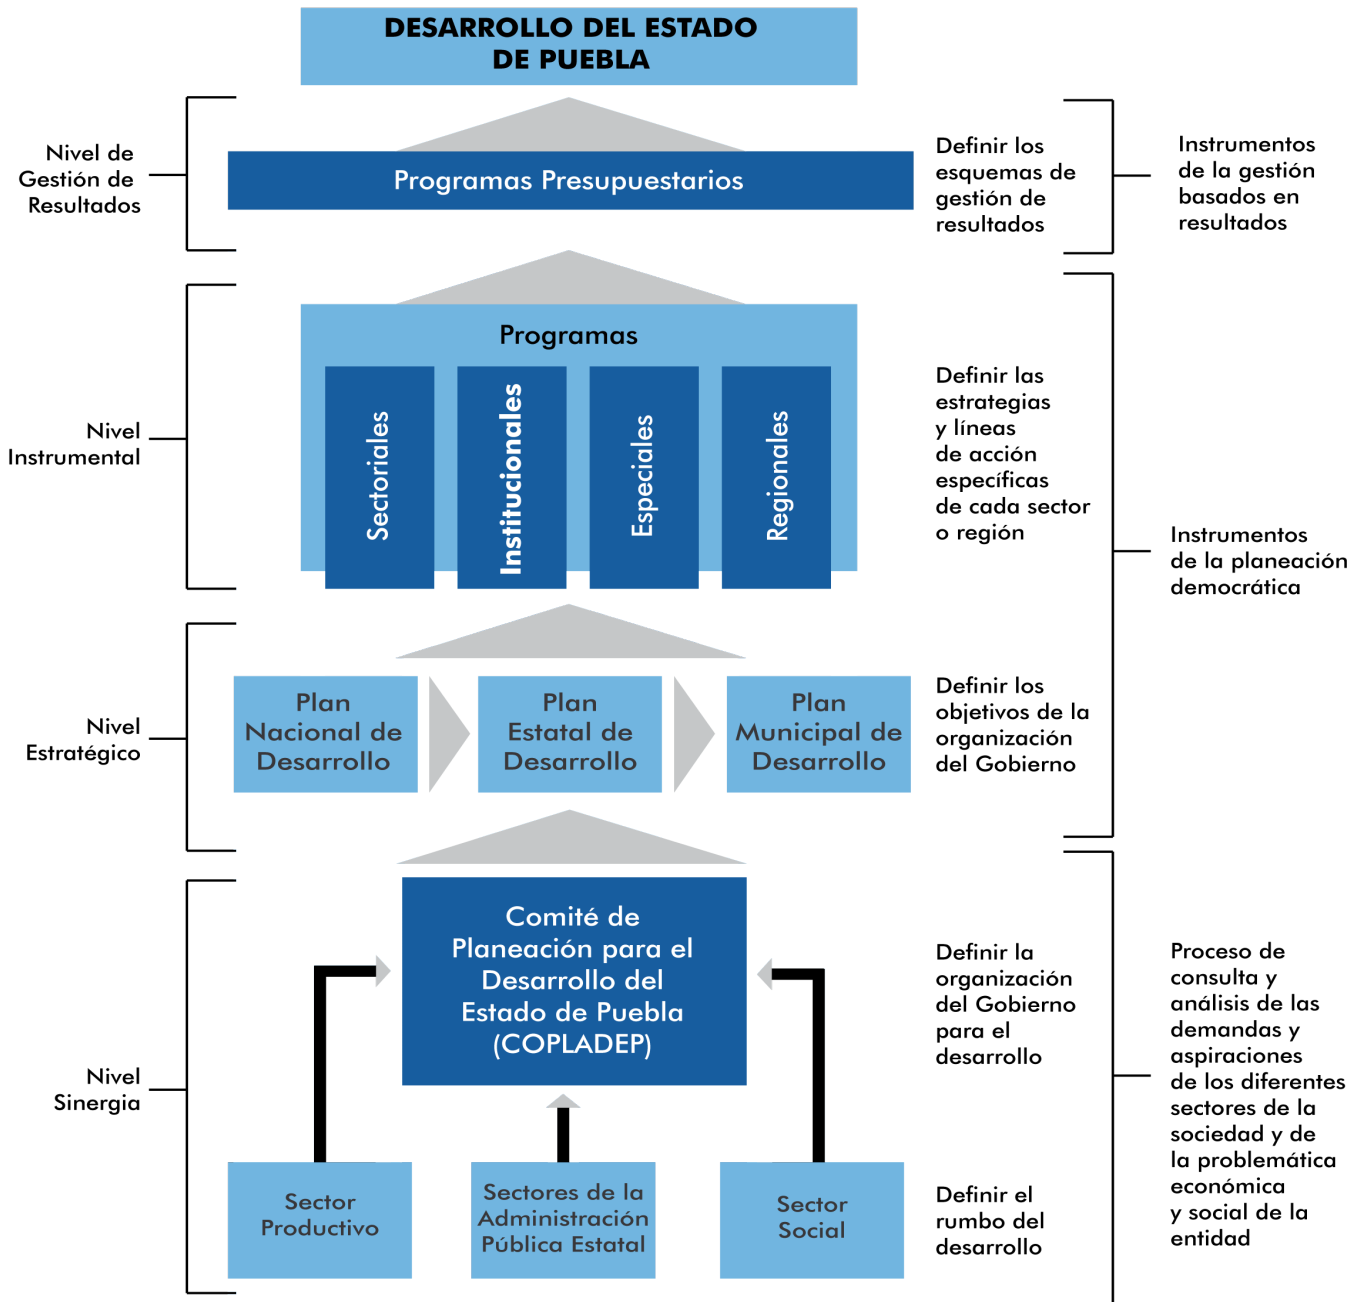 DESARROLLO DEL ESTADO
DE PUEBLA
Nivel de
Gestión de
Resultados
Programas Presupuestarios
Definir los
esquemas de
gestión de
resultados
Instrumentos
de la gestión
basados en
resultados
Nivel
Instrumental
Programas
Sectoriales
Institucionales
Especiales
Regionales
Definir las
estrategias
y líneas
de acción
específicas
de cada sector
o región
Instrumentos
de la planeación
democrática
Nivel
Estratégico
Plan
Nacional de
Desarrollo
Plan
Estatal de
Desarrollo
Plan
Municipal de
Desarrollo
Definir los
objetivos de la
organización
del Gobierno
Nivel
Sinergia
Comité de
Planeación para el
Desarrollo del
Estado de Puebla
(COPLADEP)
Definir la
organización
del Gobierno
para el
desarrollo
Sector
Productivo
Sectores de la
Administración
Pública Estatal
Sector
Social
Definir el
rumbo del
desarrollo
Proceso de
consulta y
análisis de las
demandas y
aspiraciones
de los diferentes
sectores de la
sociedad y de
la problemática
económica
y social de la
entidad